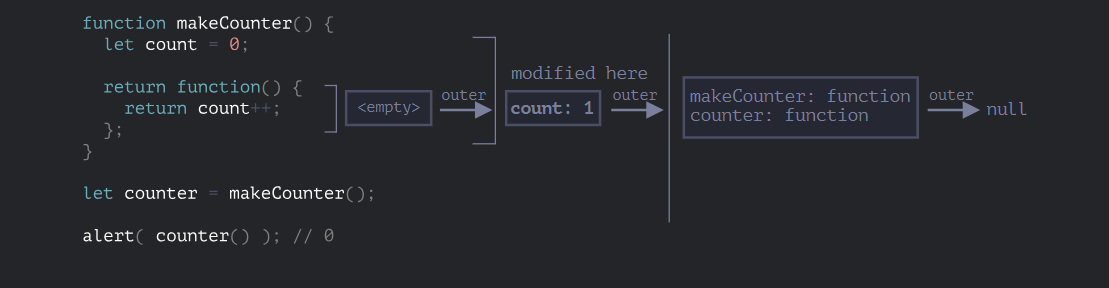 function makeCounter() {
let count = 0;
return function() {
return count++;
};
}
let counter = makeCounter();
alert( counter() ); // 0
<empty>
outer
modified here
count: 1
outer
makeCounter: function
counter: function
outer
null